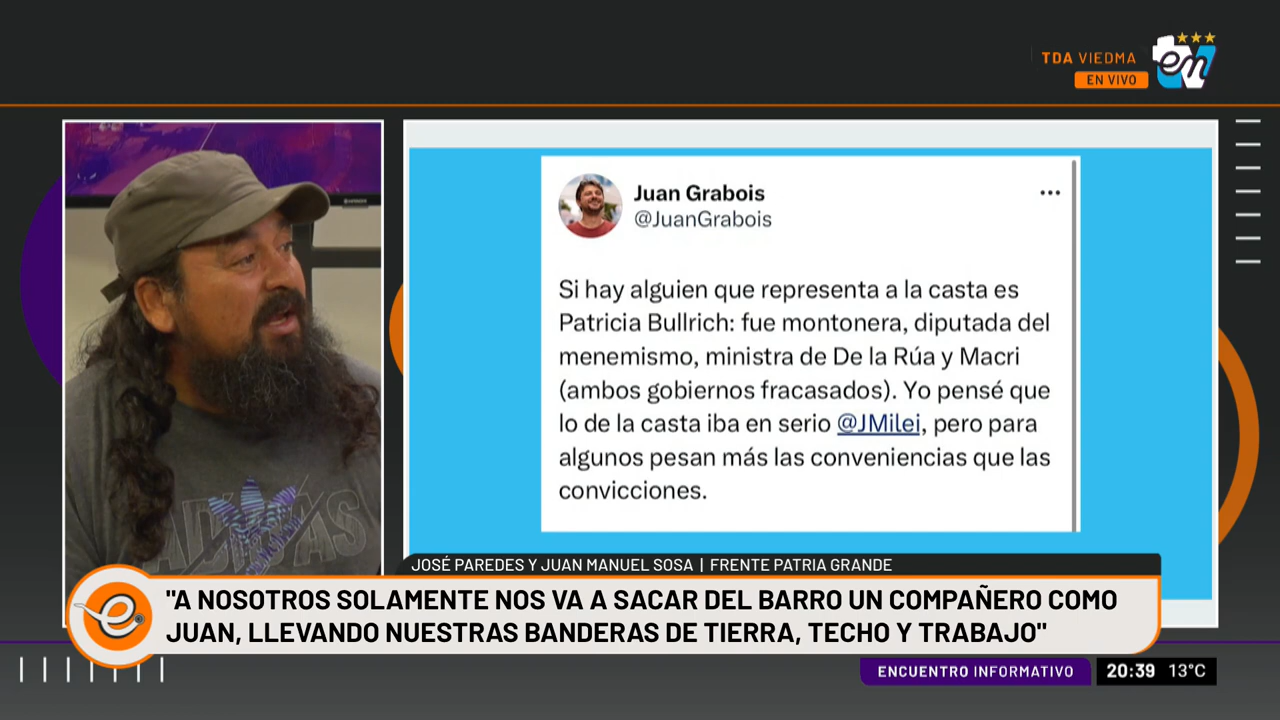 TDA VIEDMA
EN VIVO
en
Juan Grabois
@JuanGrabois
Si hay alguien que representa a la casta es
Patricia Bullrich: fue montonera, diputada del
menemismo, ministra de De la Rúa y Macri
(ambos gobiernos fracasados). Yo pensé que
lo de la casta iba en serio @JMilei, pero para
algunos pesan más las conveniencias que las
convicciones.
ADIDAS
JOSÉ PAREDES Y JUAN MANUEL SOSA | FRENTE PATRIA GRANDE
"A NOSOTROS SOLAMENTE NOS VA A SACAR DEL BARRO UN COMPAÑERO COMO
JUAN, LLEVANDO NUESTRAS BANDERAS DE TIERRA, TECHO Y TRABAJO"
e
ENCUENTRO INFORMATIVO
20:39 13°C